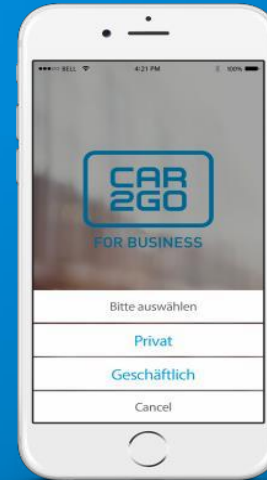 BELL 4:21 PM 100%
CAR
2GO
FOR BUSINESS
Bitte auswählen
Privat
Geschäftlich
Cancel